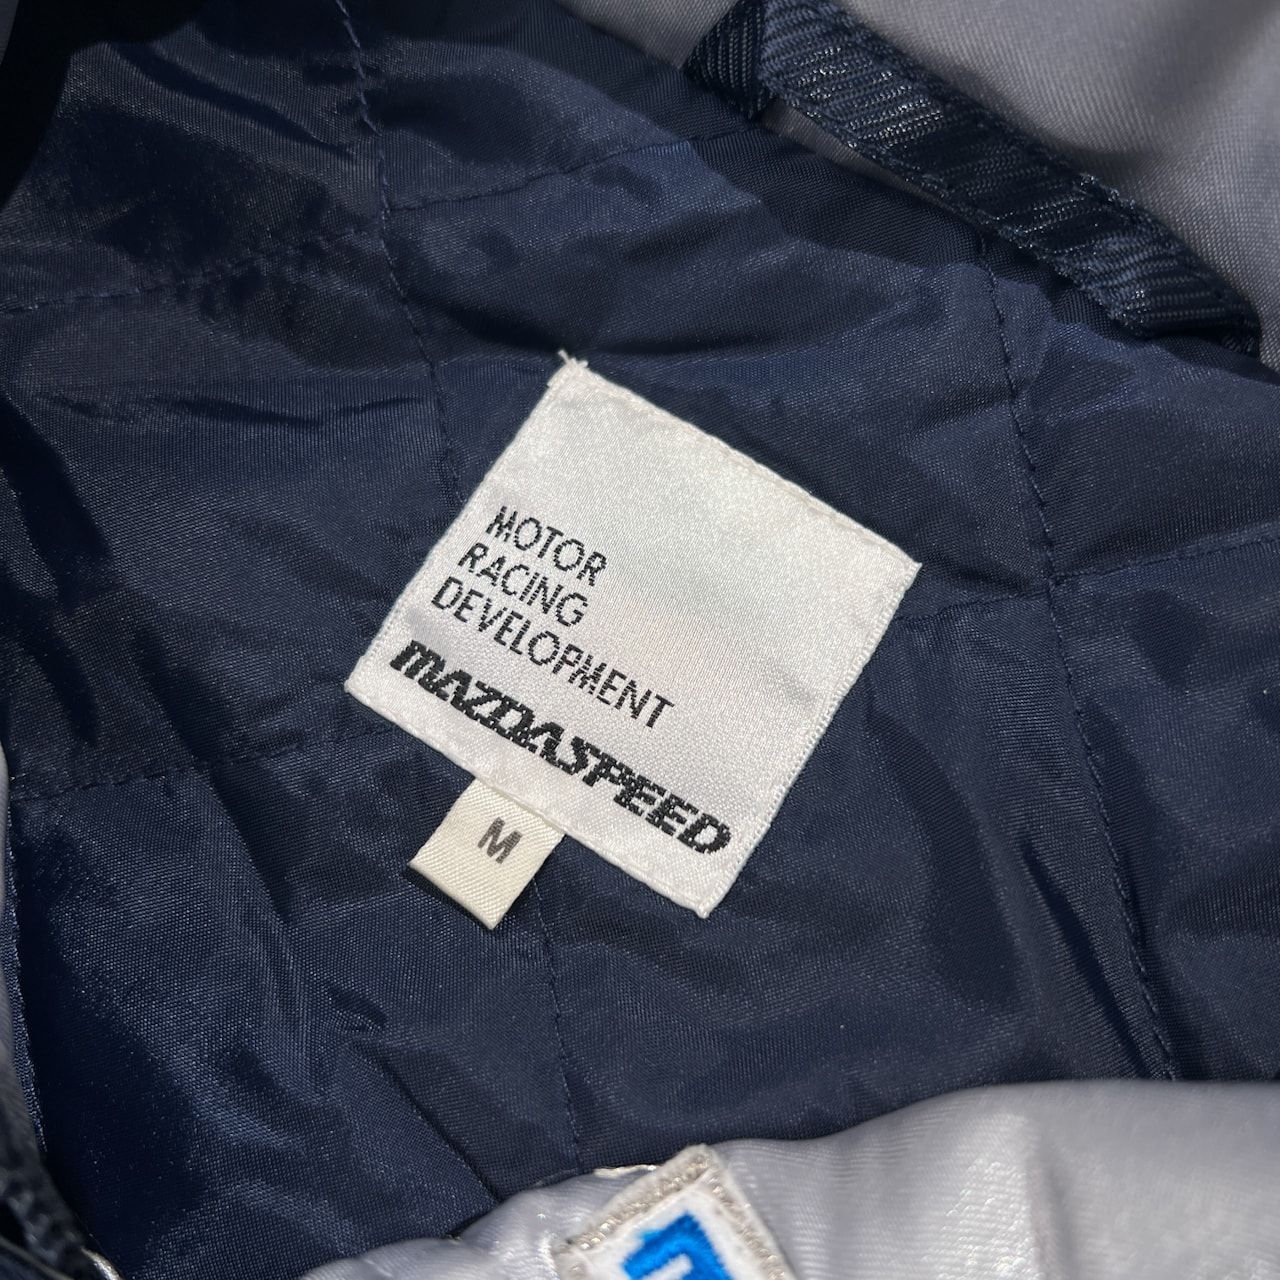 MOTOR
RACING
DEVELOPMENT
MAZDASPEED
M